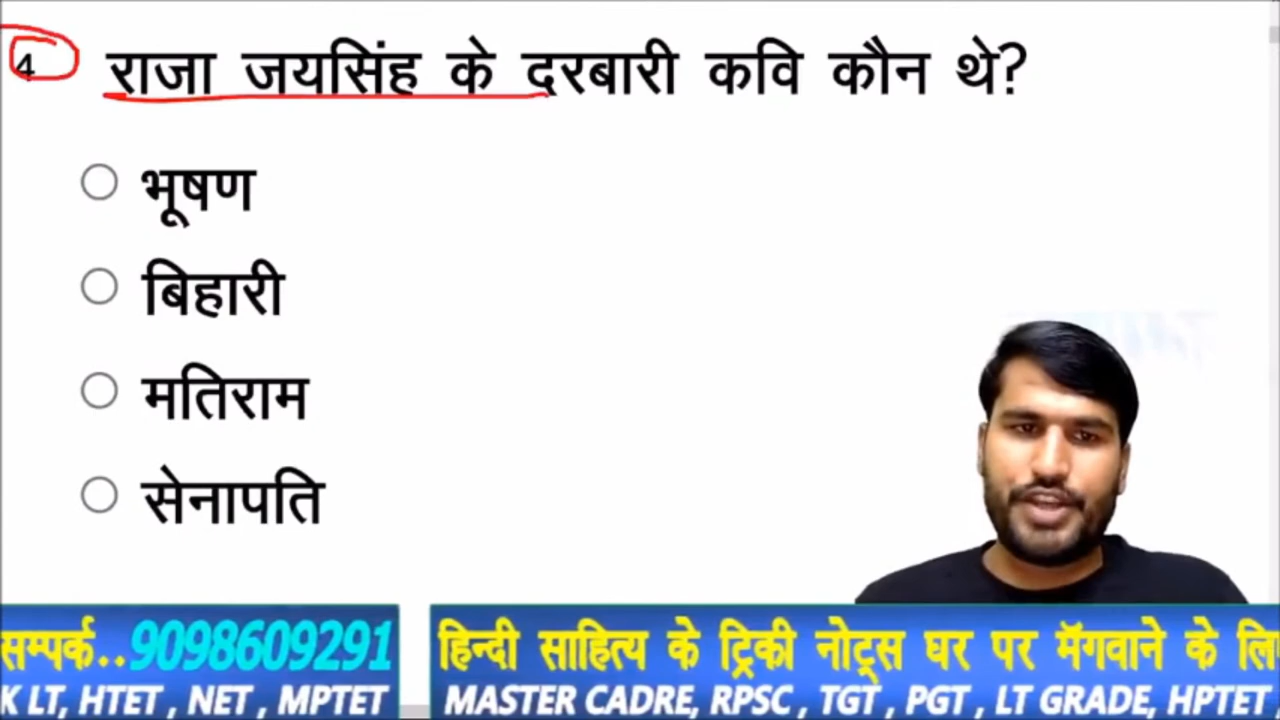 4 राजा जयसिंह के दरबारी कवि कौन थे?
भूषण
बिहारी
मतिराम
सेनापति
सम्पर्क..9098609291
K LT, HTET , NET , MPTET
हिन्दी साहित्य के ट्रिकी नोट्स घर पर मॅगवाने के लि
MASTER CADRE, RPSC , TGT , PGT , LT GRADE, HPTET ,